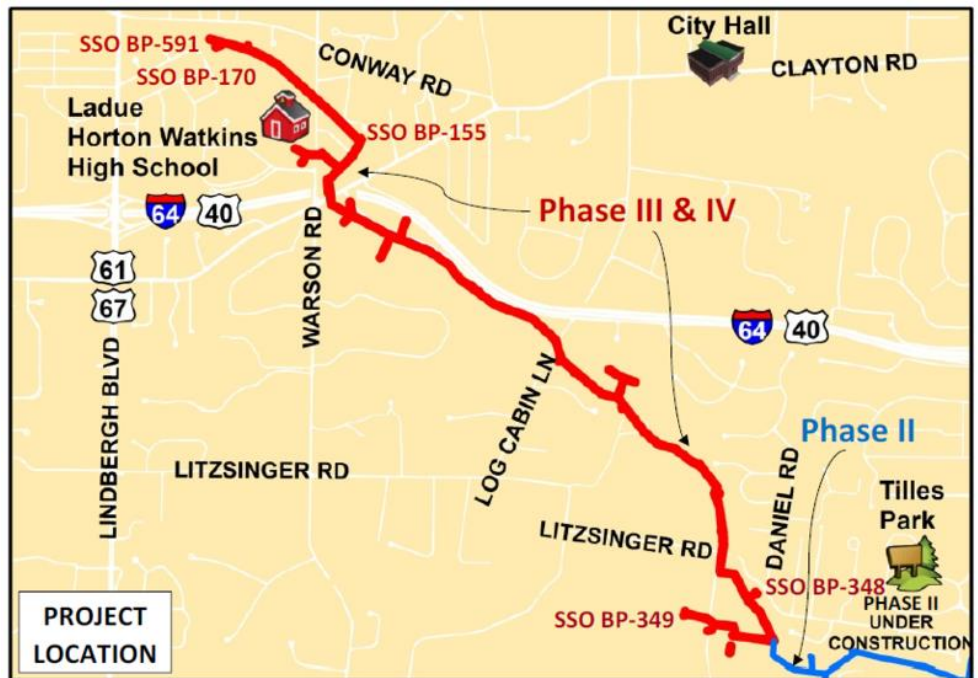 City Hall
SSO BP-591
CONWAY RD
CLAYTON RD
SSO BP-170
Ladue
Horton Watkins
High School
SSO BP-155
64
40
Phase III & IV
61
67
WARSON RD
LINDBERGH BLVD
64
40
LOG CABIN LN
Phase II
LITZSINGER RD
DANIEL RD
Tilles
Park
LITZSINGER RD
SSO BP-348
SSO BP-349
PHASE II
UNDER
CONSTRUCTION
PROJECT
LOCATION